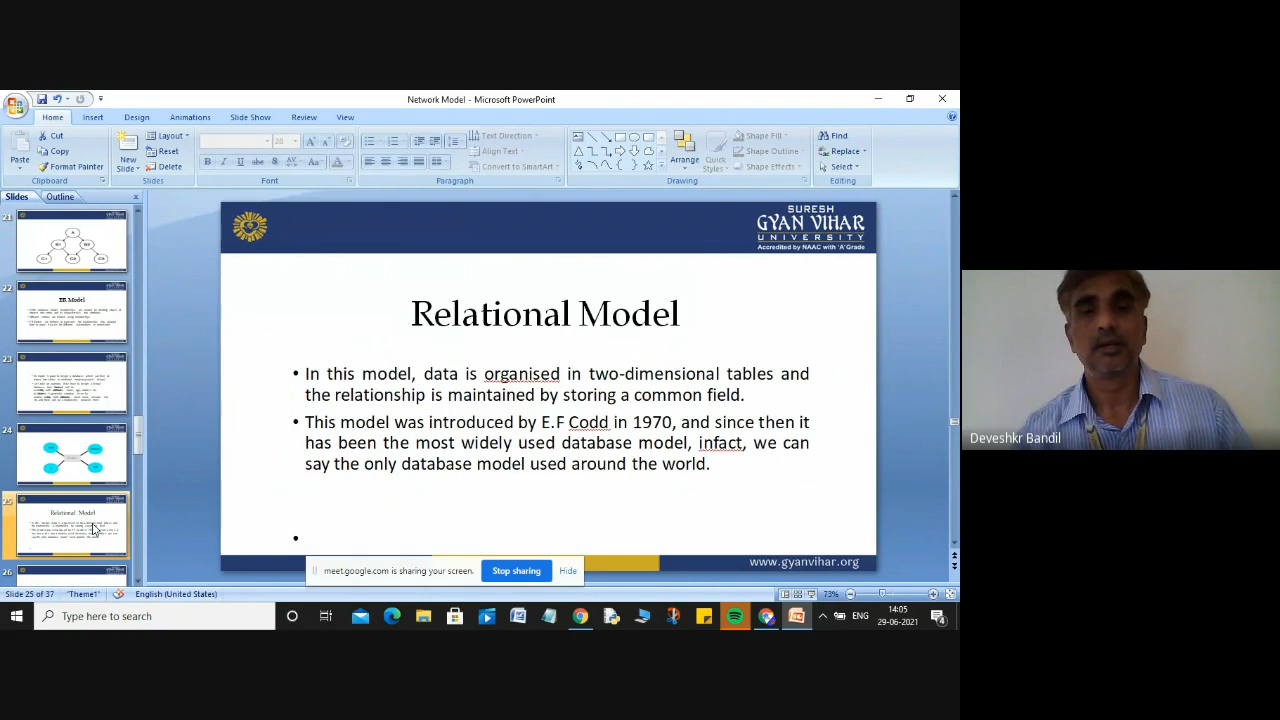 Network Model - Microsoft PowerPoint
Home Insert Design Animations Slide Show Review View
Paste
Cut
Copy
Format Painter
Clipboard
New Slide
Layout
Reset
Delete
Slides
28
B I U abc S AV Aa A
Font
Paragraph
Text Direction
Align Text
Convert to SmartArt
Arrange
Quick Styles
Shape Fill
Shape Outline
Shape Effects
Drawing
Find
Replace
Select
Editing
Slides Outline
21
22
ER Model
23
24
25
Relational Model
26
SURESH
GYAN VIHAR
UNIVERSITY
Accredited by NAAC with 'A' Grade
Relational Model
• In this model, data is organised in two-dimensional tables and
the relationship is maintained by storing a common field.
• This model was introduced by E.F Codd in 1970, and since then it
has been the most widely used database model, infact, we can
say the only database model used around the world.
•
www.gyanvihar.org
meet.google.com is sharing your screen. Stop sharing Hide
Slide 25 of 37 "Theme1" English (United States) 73%
Type here to search
ENG
14:05
29-06-2021
4
Deveshkr Bandil